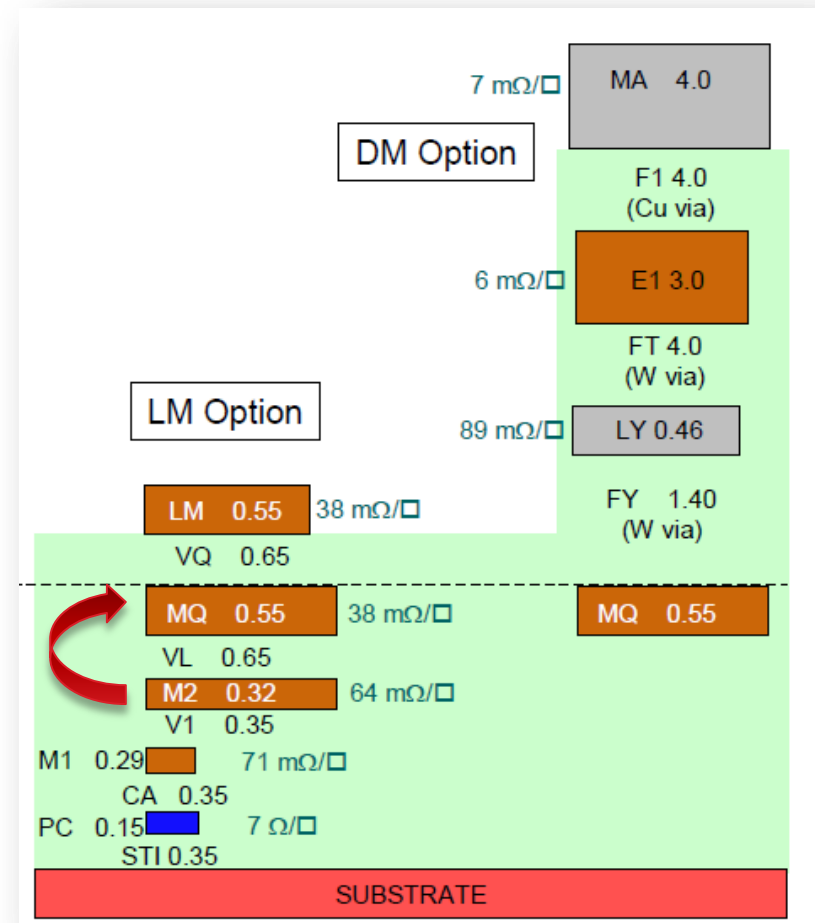 7 mΩ/□ MA 4.0
DM Option
F1 4.0
(Cu via)
6 mΩ/□ E1 3.0
FT 4.0
(W via)
LM Option
89 mΩ/□ LY 0.46
LM 0.55 38 mΩ/□
FY 1.40
(W via)
VQ 0.65
MQ 0.55 38 mΩ/□ MQ 0.55
VL 0.65
M2 0.32 64 mΩ/□
V1 0.35
M1 0.29 71 mΩ/□
CA 0.35
PC 0.15 7 Ω/□
STI 0.35
SUBSTRATE